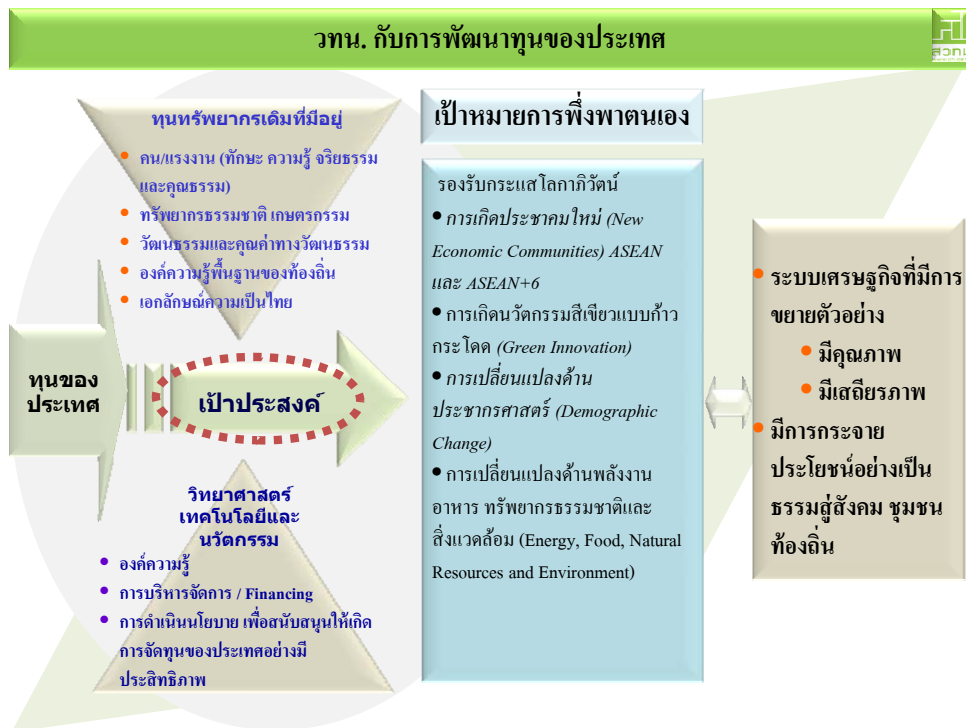 วทน. กับการพัฒนาทุนของประเทศ
สวทน
ทุนทรัพยากรเดิมที่มีอยู่
• คน/แรงงาน (ทักษะ ความรู้ จริยธรรม
และคุณธรรม)
• ทรัพยากรธรรมชาติ เกษตรกรรม
• วัฒนธรรมและคุณค่าทางวัฒนธรรม
• องค์ความรู้พื้นฐานของท้องถิ่น
• เอกลักษณ์ความเป็นไทย
ทุนของ
ประเทศ
เป้าประสงค์
วิทยาศาสตร์
เทคโนโลยีและ
นวัตกรรม
• องค์ความรู้
• การบริหารจัดการ / Financing
• การดำเนินนโยบาย เพื่อสนับสนุนให้เกิด
การจัดทุนของประเทศอย่างมี
ประสิทธิภาพ
เป้าหมายการพึ่งพาตนเอง
รองรับกระแสโลกาภิวัตน์
• การเกิดประชาคมใหม่ (New
Economic Communities) ASEAN
และ ASEAN+6
• การเกิดนวัตกรรมสีเขียวแบบก้าว
กระโดด (Green Innovation)
• การเปลี่ยนแปลงด้าน
ประชากรศาสตร์ (Demographic
Change)
• การเปลี่ยนแปลงด้านพลังงาน
อาหาร ทรัพยากรธรรมชาติและ
สิ่งแวดล้อม (Energy, Food, Natural
Resources and Environment)
• ระบบเศรษฐกิจที่มีการ
ขยายตัวอย่าง
• มีคุณภาพ
• มีเสถียรภาพ
• มีการกระจาย
ประโยชน์อย่างเป็น
ธรรมสู่สังคม ชุมชน
ท้องถิ่น